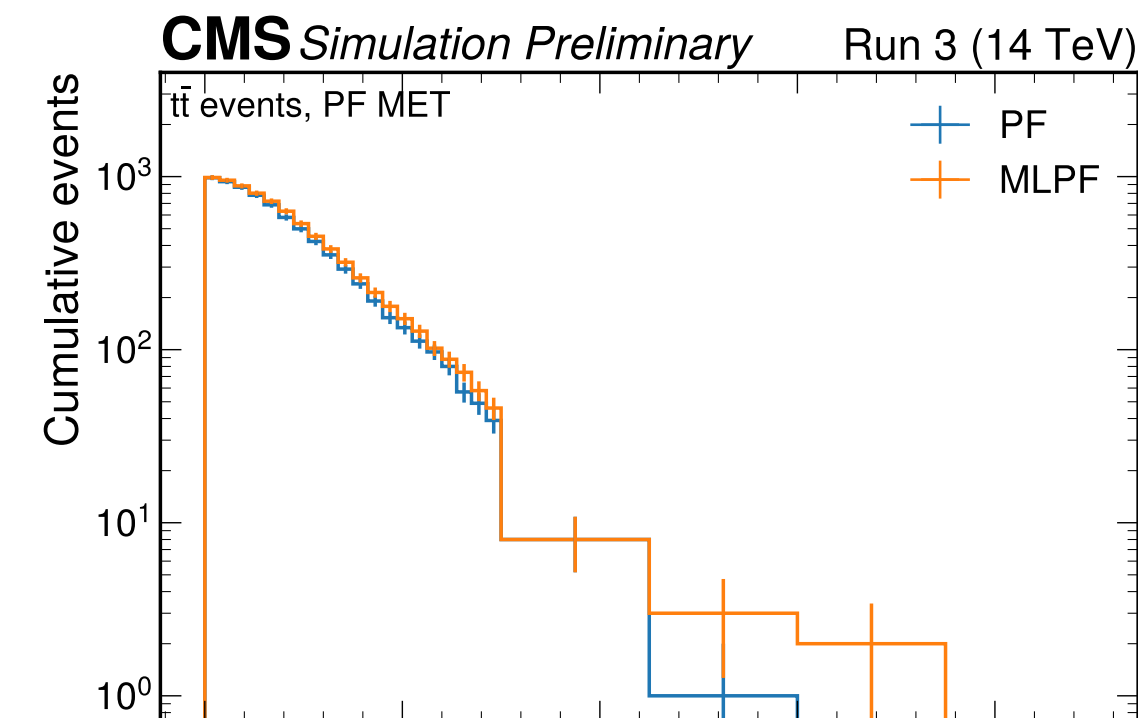 CMS Simulation Preliminary Run 3 (14 TeV)
tt̄ events, PF MET
PF
MLPF
Cumulative events
10³
10²
10¹
10⁰